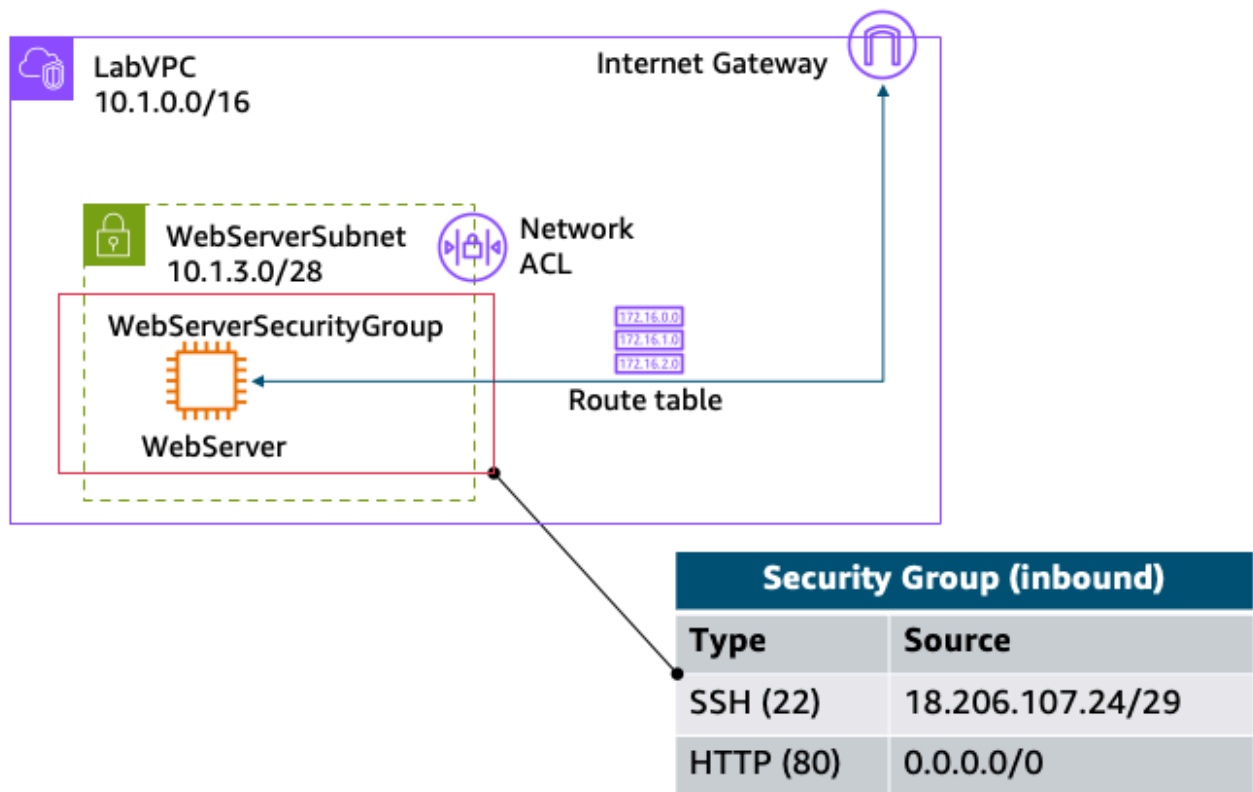 LabVPC
10.1.0.0/16
Internet Gateway
WebServerSubnet
10.1.3.0/28
Network
ACL
WebServerSecurityGroup
WebServer
172.16.0.0
172.16.1.0
172.16.2.0
Route table
Security Group (inbound)
Type Source
SSH (22) 18.206.107.24/29
HTTP (80) 0.0.0.0/0